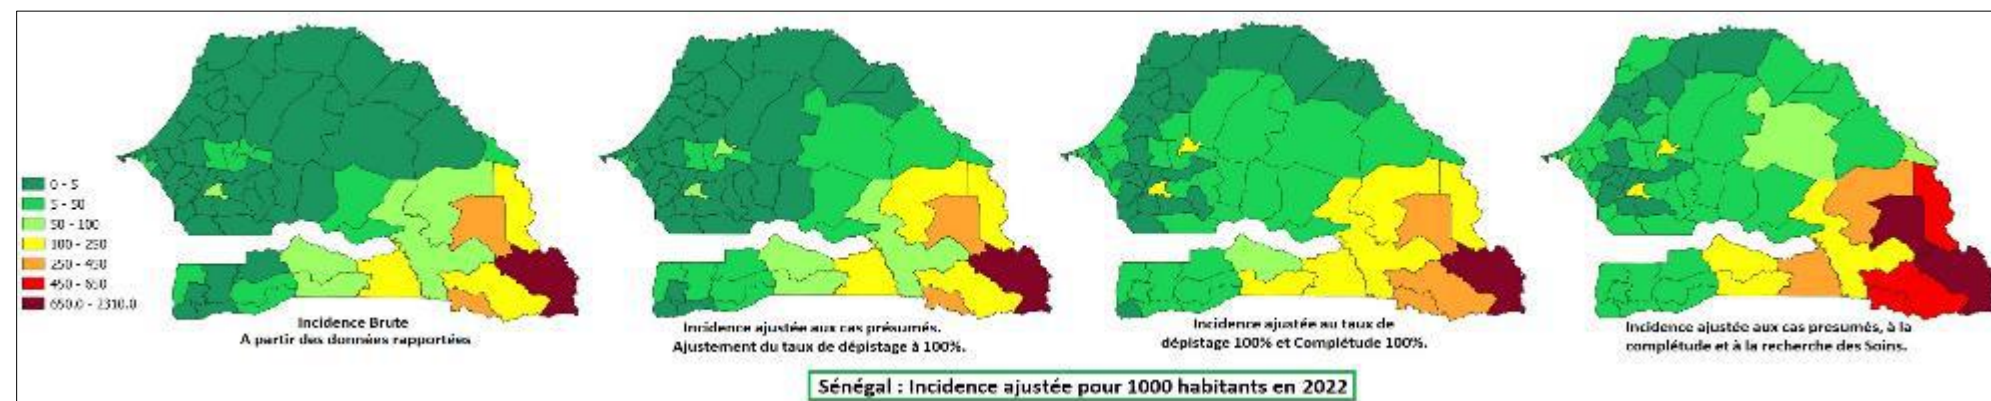 0 - 5
5 - 50
50 - 100
100 - 250
250 - 450
450 - 650
650.0 - 2310.0
Incidence Brute
A partir des données rapportées
Incidence ajustée aux cas présumés.
Ajustement du taux de dépistage à 100%.
Incidence ajustée au taux de
dépistage 100% et Complétude 100%.
Incidence ajustée aux cas presumés, à la
complétude et à la recherche des Soins.
Sénégal : Incidence ajustée pour 1000 habitants en 2022